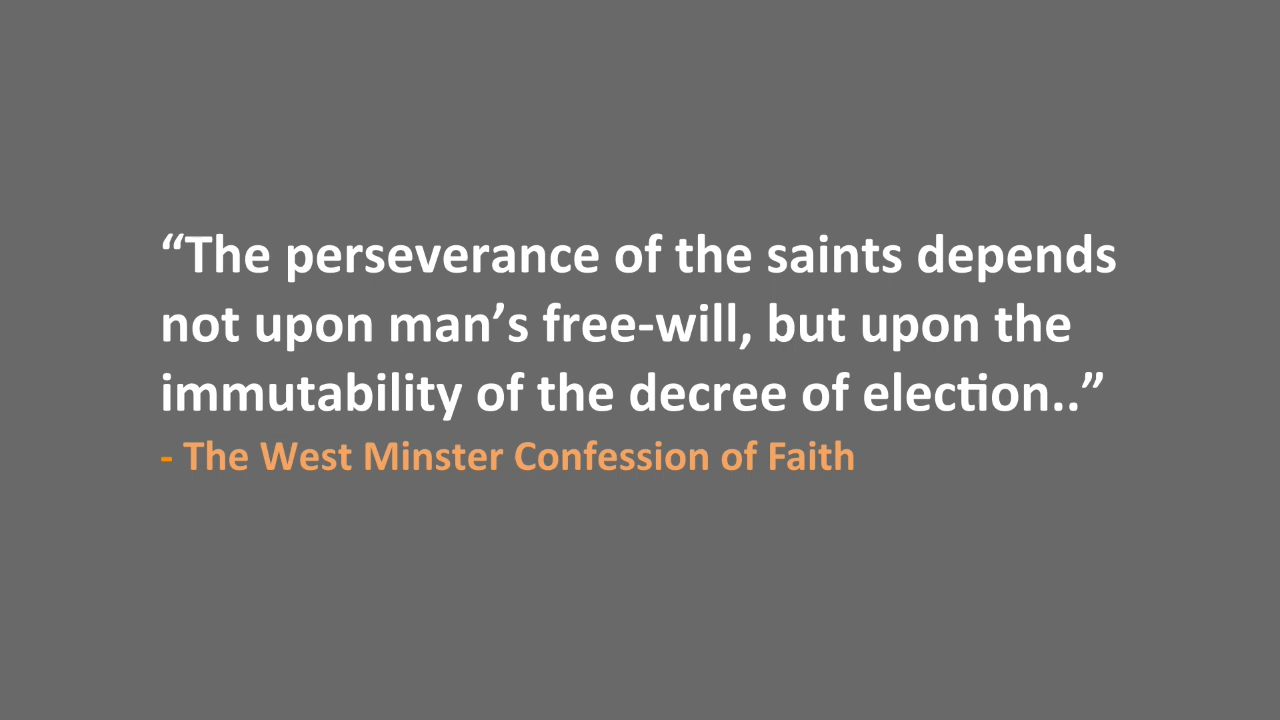 “The perseverance of the saints depends
not upon man’s free-will, but upon the
immutability of the decree of election..”
- The West Minster Confession of Faith